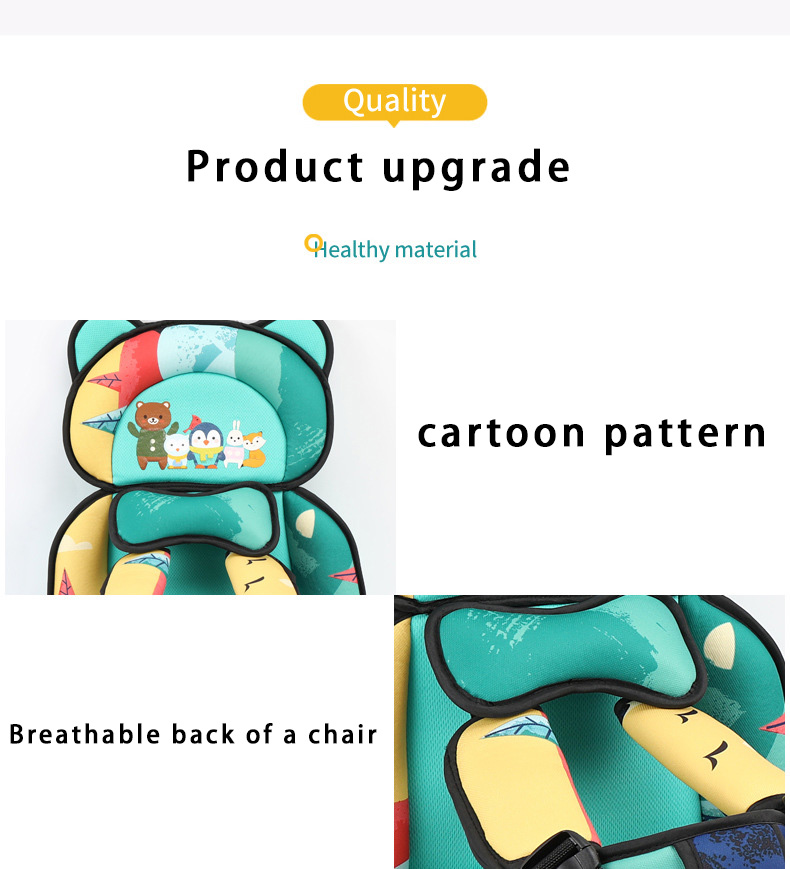 Quality
Product upgrade
Healthy material
cartoon pattern
Breathable back of a chair